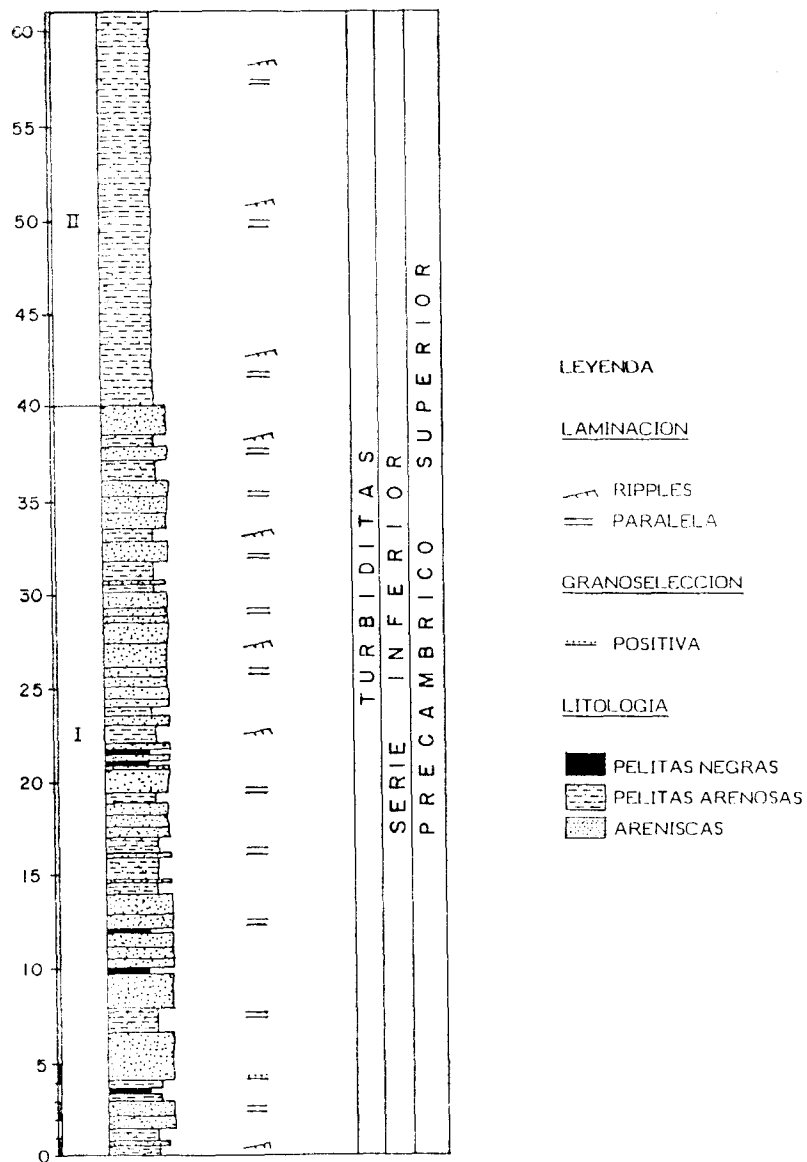 60
55
50
45
40
35
30
25
20
15
10
5
0
II
I
TURBIDITAS
SERIE INFERIOR
PRECAMBRICO SUPERIOR
LEYENDA
LAMINACION
RIPPLES
PARALELA
GRANOSELECCION
POSITIVA
LITOLOGIA
PELITAS NEGRAS
PELITAS ARENOSAS
ARENISCAS